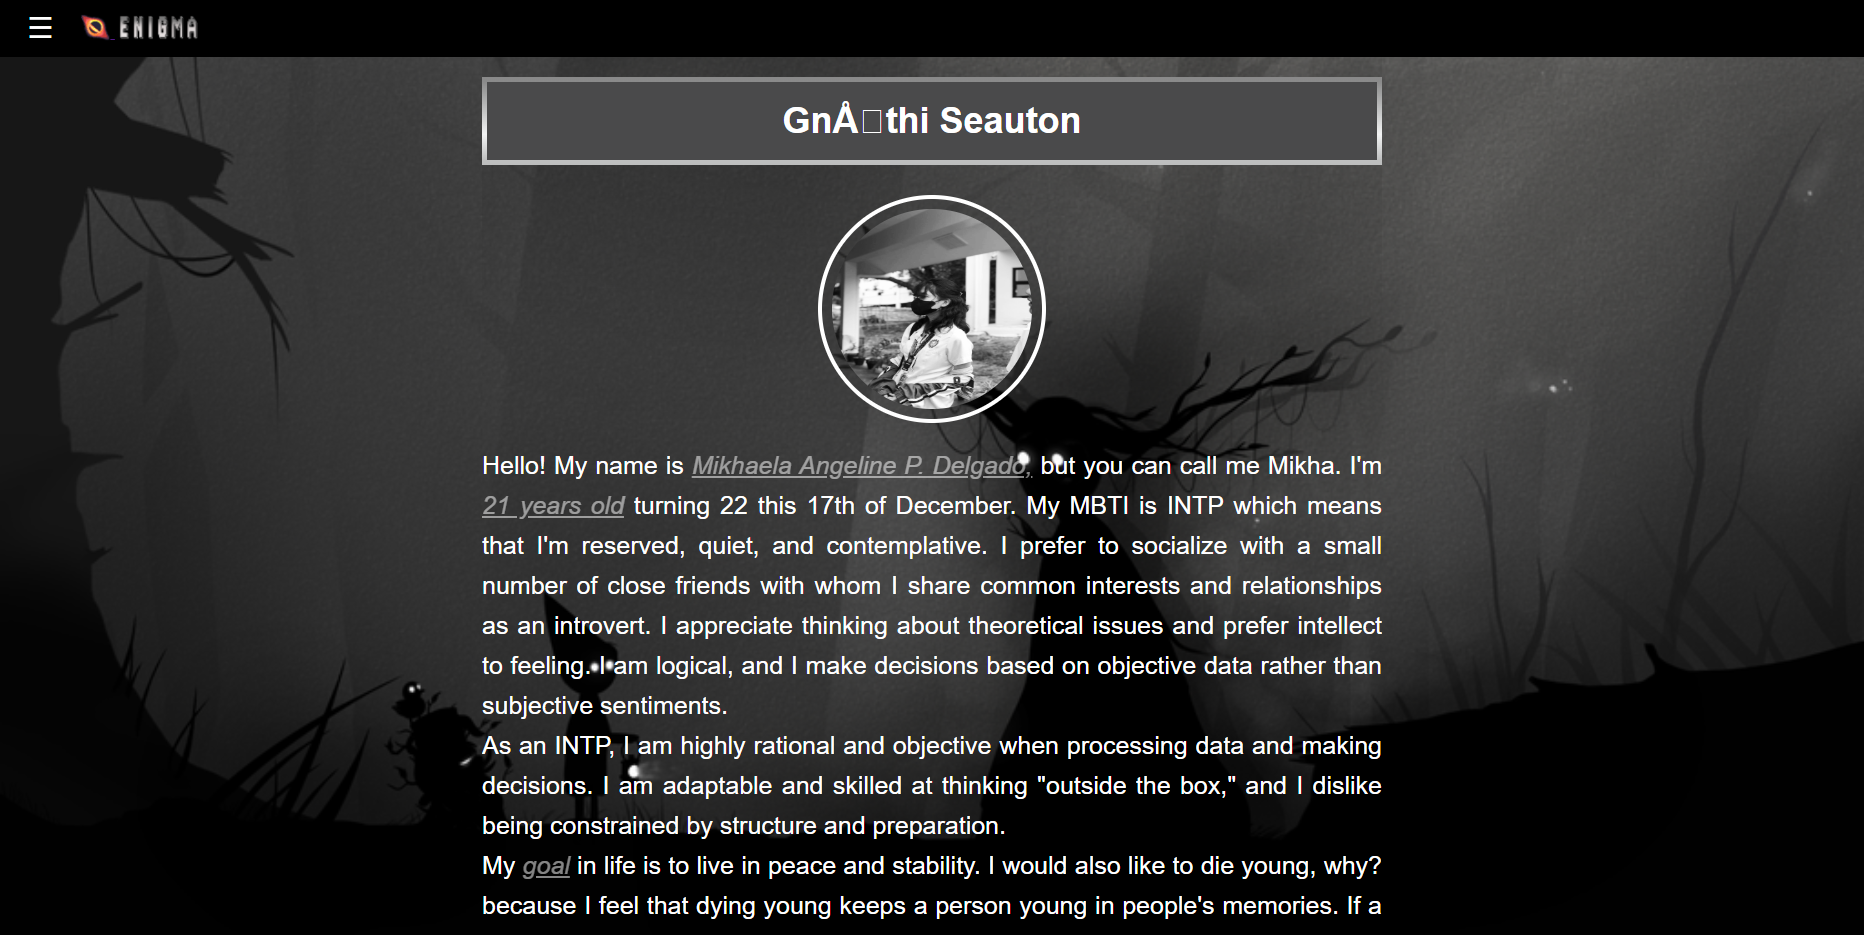 ☰ ENIGMA
GnÅ�thi Seauton
Hello! My name is Mikhaela Angeline P. Delgado, but you can call me Mikha. I'm
21 years old turning 22 this 17th of December. My MBTI is INTP which means
that I'm reserved, quiet, and contemplative. I prefer to socialize with a small
number of close friends with whom I share common interests and relationships
as an introvert. I appreciate thinking about theoretical issues and prefer intellect
to feeling. I am logical, and I make decisions based on objective data rather than
subjective sentiments.
As an INTP, I am highly rational and objective when processing data and making
decisions. I am adaptable and skilled at thinking "outside the box," and I dislike
being constrained by structure and preparation.
My goal in life is to live in peace and stability. I would also like to die young, why?
because I feel that dying young keeps a person young in people's memories. If a